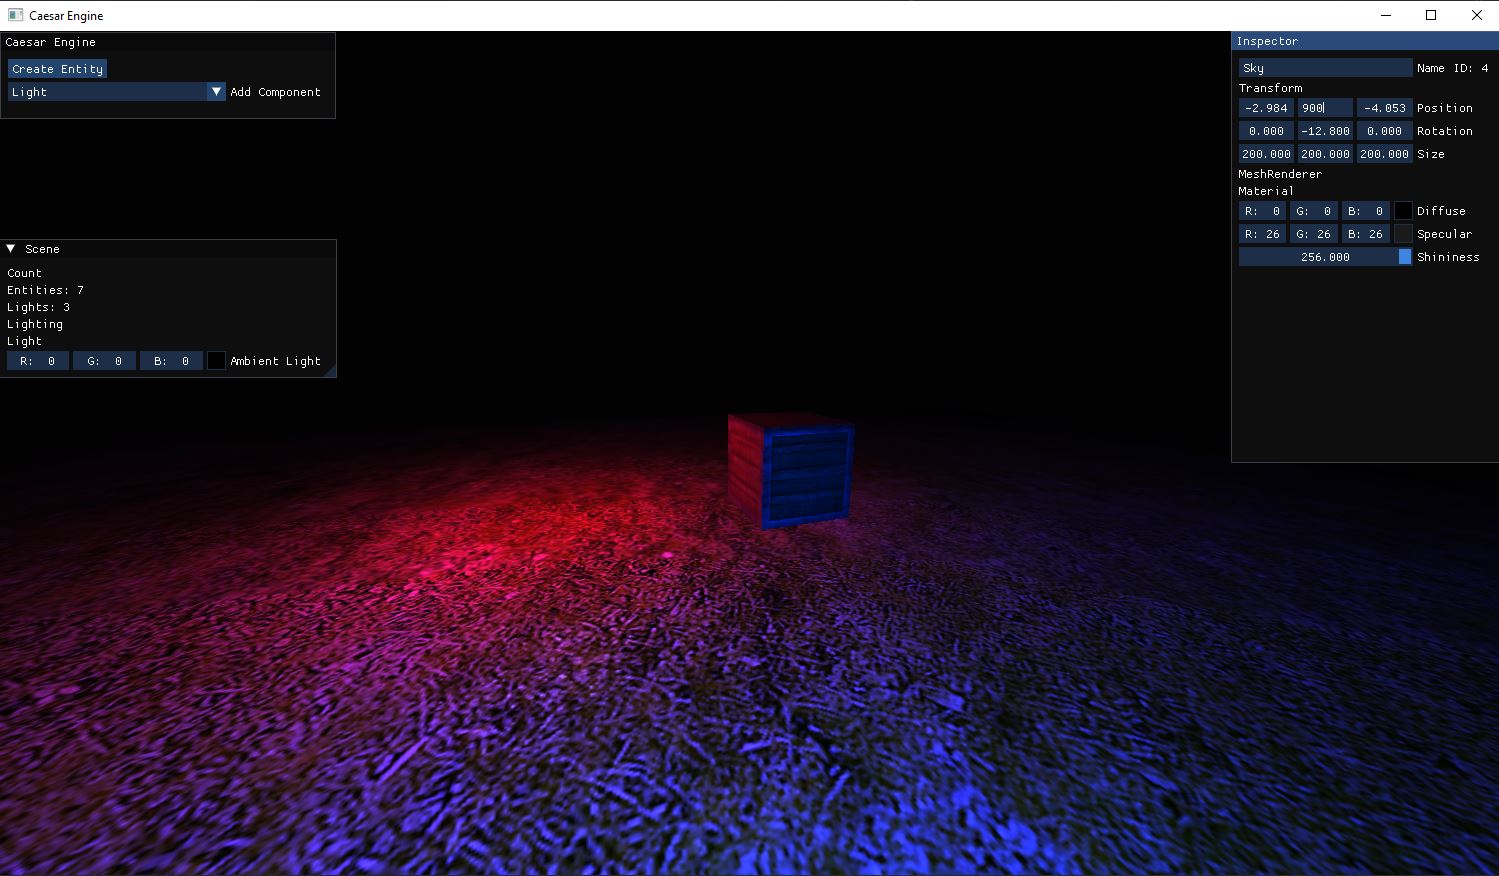 Caesar Engine
Caesar Engine
Create Entity
Light Add Component
Scene
Count
Entities: 7
Lights: 3
Lighting
Light
R: 0 G: 0 B: 0 Ambient Light
Inspector
Sky Name ID: 4
Transform
-2.984 900 -4.053 Position
0.000 -12.800 0.000 Rotation
200.000 200.000 200.000 Size
MeshRenderer
Material
R: 0 G: 0 B: 0 Diffuse
R: 26 G: 26 B: 26 Specular
256.000 Shininess